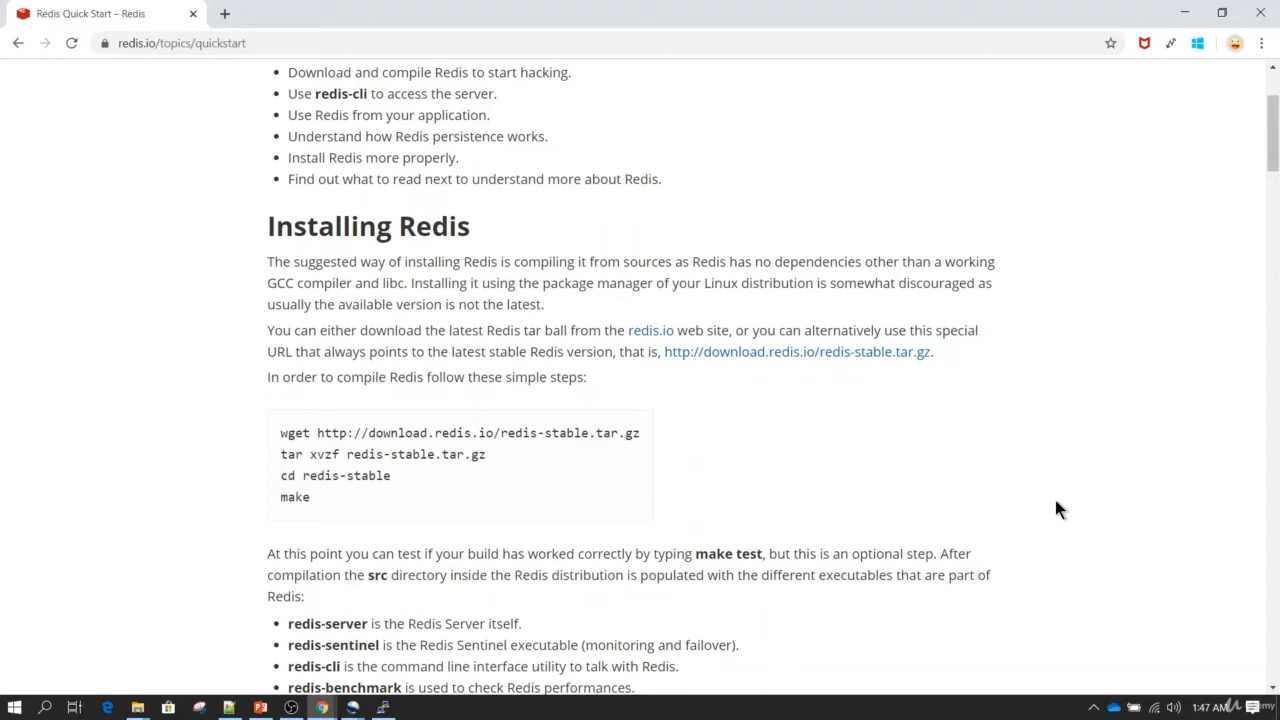 Redis Quick Start – Redis
redis.io/topics/quickstart
Download and compile Redis to start hacking.
Use redis-cli to access the server.
Use Redis from your application.
Understand how Redis persistence works.
Install Redis more properly.
Find out what to read next to understand more about Redis.
Installing Redis
The suggested way of installing Redis is compiling it from sources as Redis has no dependencies other than a working
GCC compiler and libc. Installing it using the package manager of your Linux distribution is somewhat discouraged as
usually the available version is not the latest.
You can either download the latest Redis tar ball from the redis.io web site, or you can alternatively use this special
URL that always points to the latest stable Redis version, that is, http://download.redis.io/redis-stable.tar.gz.
In order to compile Redis follow these simple steps:
wget http://download.redis.io/redis-stable.tar.gz
tar xvzf redis-stable.tar.gz
cd redis-stable
make
At this point you can test if your build has worked correctly by typing make test, but this is an optional step. After
compilation the src directory inside the Redis distribution is populated with the different executables that are part of
Redis:
redis-server is the Redis Server itself.
redis-sentinel is the Redis Sentinel executable (monitoring and failover).
redis-cli is the command line interface utility to talk with Redis.
redis-benchmark is used to check Redis performances.
1:47 AM